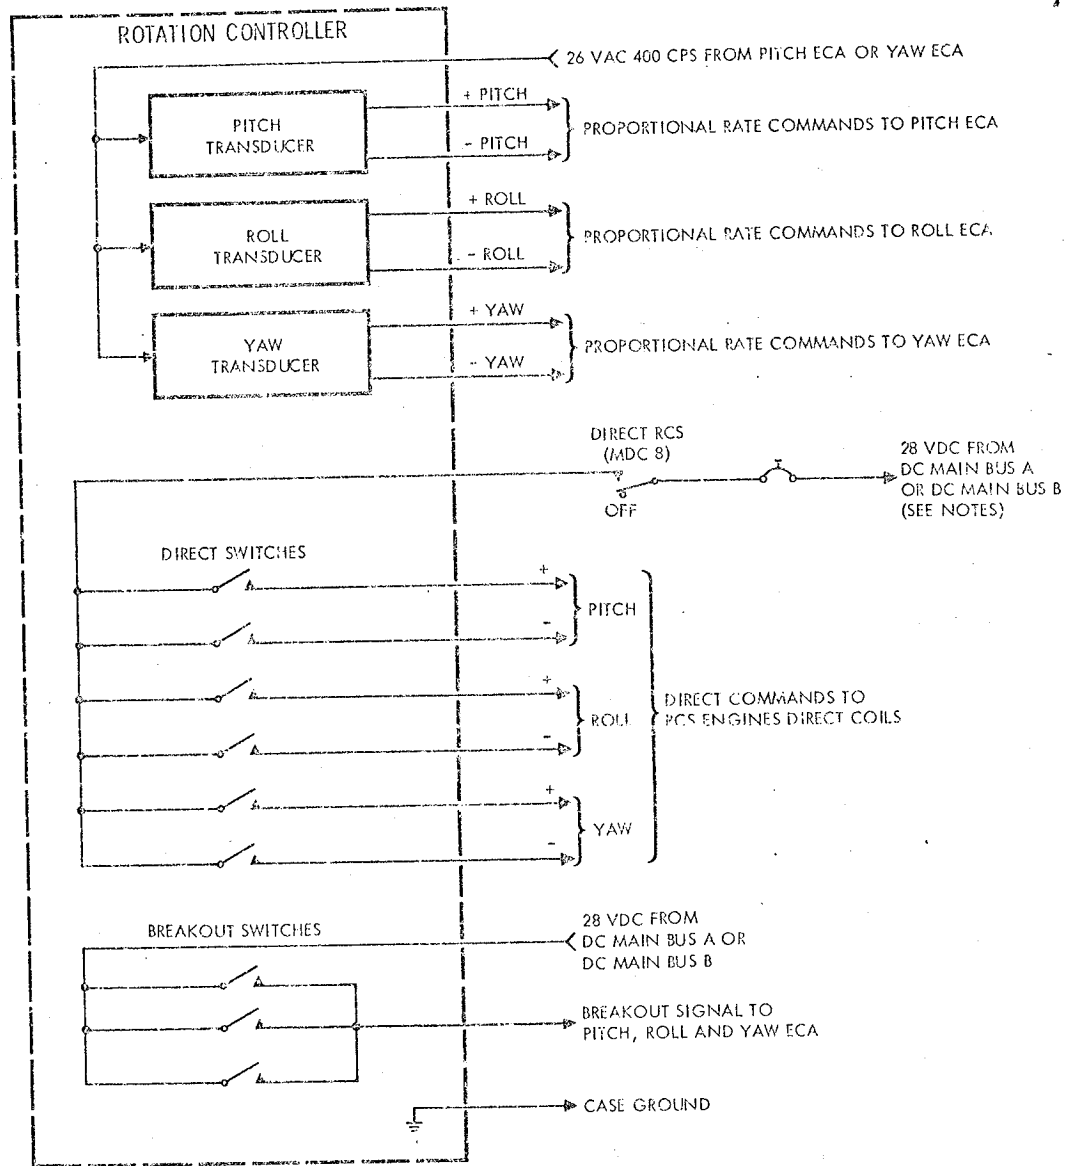 ROTATION CONTROLLER
26 VAC 400 CPS FROM PITCH ECA OR YAW ECA
PITCH
TRANSDUCER
+ PITCH
- PITCH
PROPORTIONAL RATE COMMANDS TO PITCH ECA
ROLL
TRANSDUCER
+ ROLL
- ROLL
PROPORTIONAL RATE COMMANDS TO ROLL ECA
YAW
TRANSDUCER
+ YAW
- YAW
PROPORTIONAL RATE COMMANDS TO YAW ECA
DIRECT RCS
(MDC 8)
OFF
28 VDC FROM
DC MAIN BUS A
OR DC MAIN BUS B
(SEE NOTES)
DIRECT SWITCHES
+
-
PITCH
+
-
ROLL
+
-
YAW
DIRECT COMMANDS TO
RCS ENGINES DIRECT COILS
BREAKOUT SWITCHES
28 VDC FROM
DC MAIN BUS A OR
DC MAIN BUS B
BREAKOUT SIGNAL TO
PITCH, ROLL AND YAW ECA
CASE GROUND